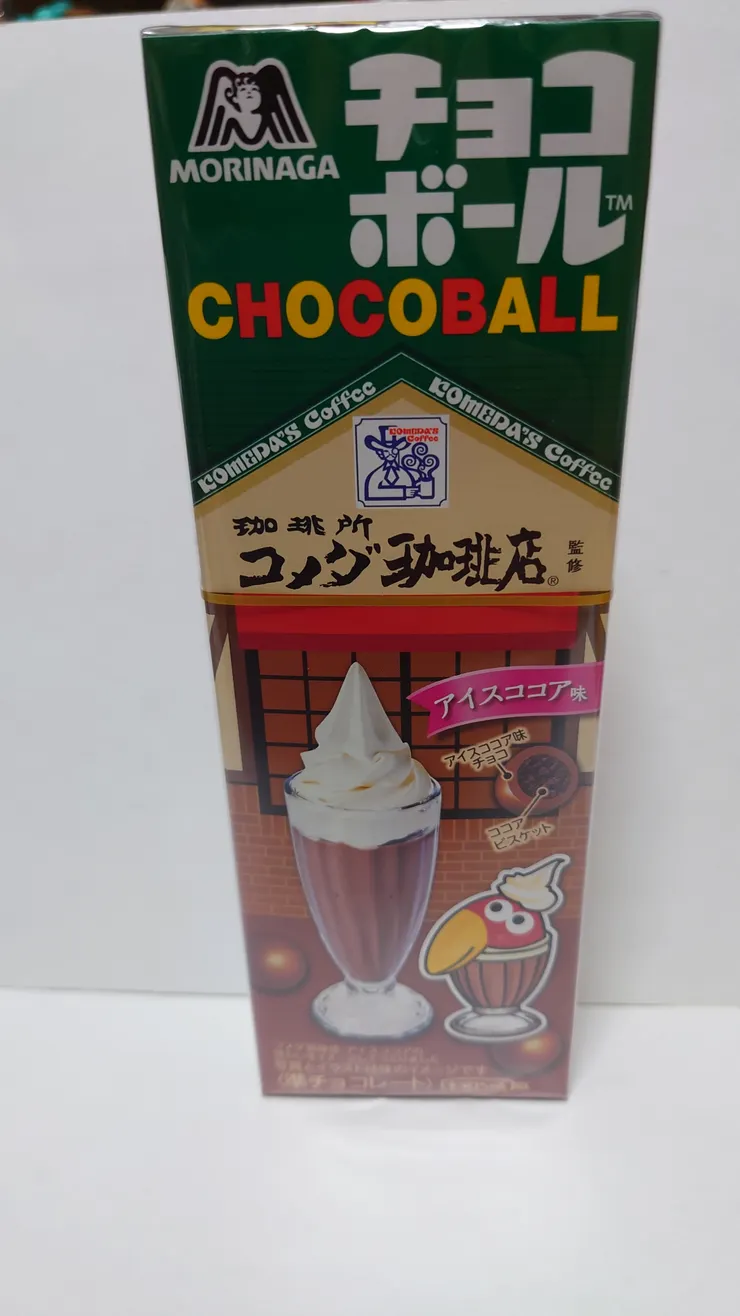 MORINAGA
チョコ
ボール™
CHOCOBALL
KOMEDA'S Coffee
KOMEDA'S Coffee
KOMEDA'S
Coffee
珈琲所
コメダ珈琲店®
監修
アイスココア味
アイスココア味
チョコ
ココア
ビスケット